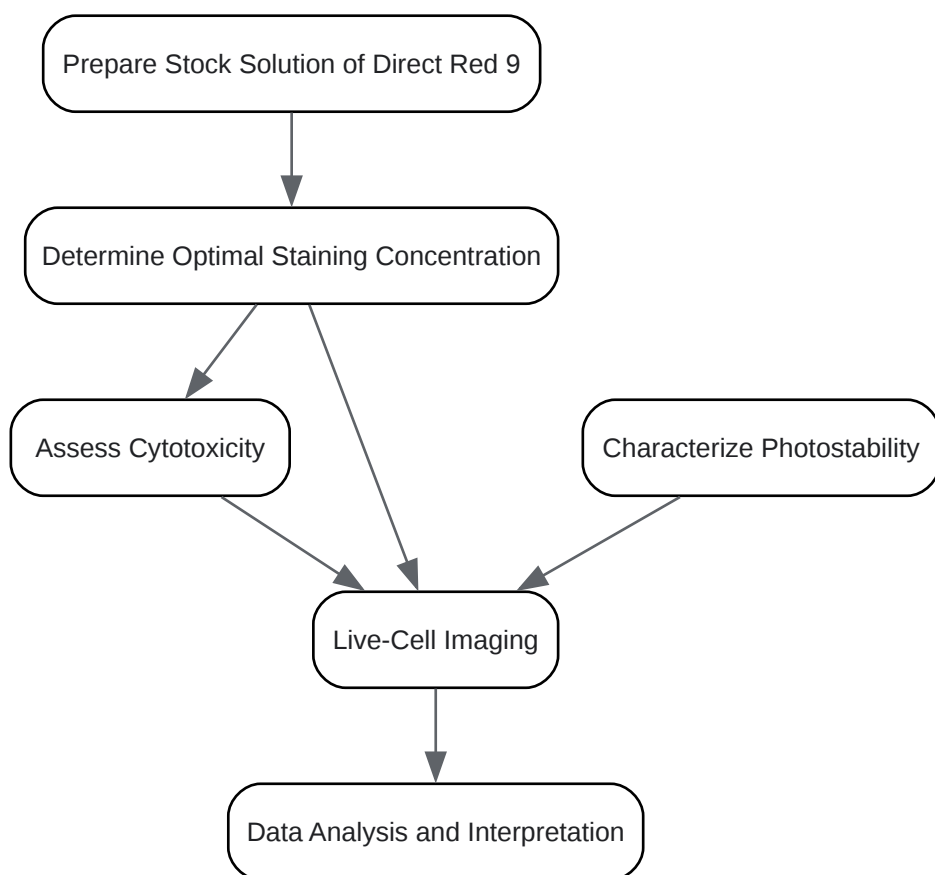 Prepare Stock Solution of Direct Red 9
Determine Optimal Staining Concentration
Assess Cytotoxicity
Characterize Photostability
Live-Cell Imaging
Data Analysis and Interpretation